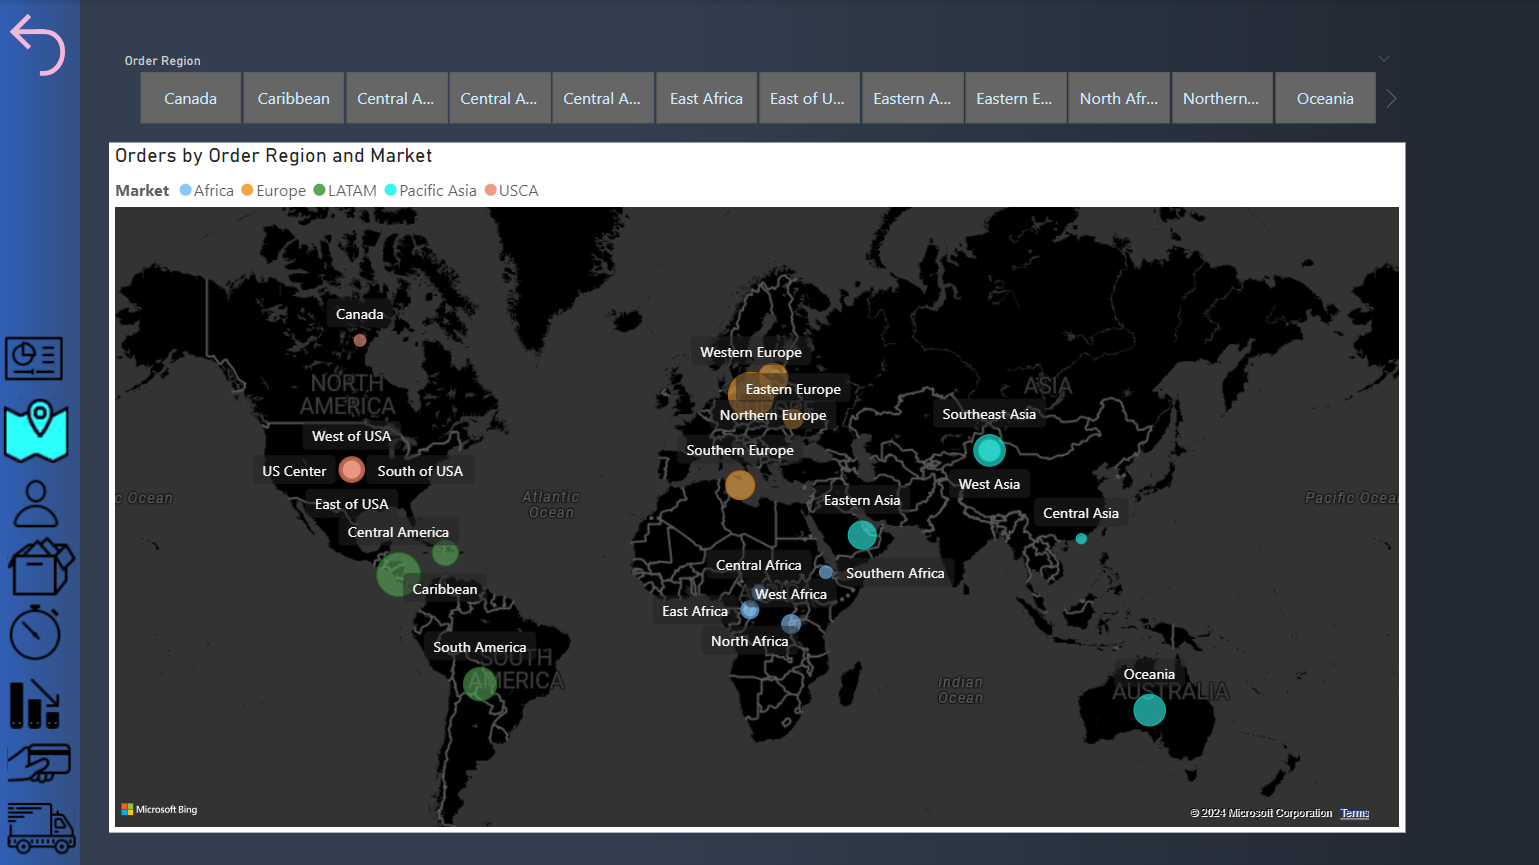 Order Region
Canada
Caribbean
Central A...
Central A...
Central A...
East Africa
East of U...
Eastern A...
Eastern E...
North Afr...
Northern...
Oceania
Orders by Order Region and Market
Market Africa Europe LATAM Pacific Asia USCA
Canada
Western Europe
NORTH
AMERICA
ASIA
Eastern Europe
Southeast Asia
Northern Europe
West of USA
Southern Europe
US Center
South of USA
West Asia
c Ocean
Atlantic
Ocean
Pacific Ocean
East of USA
Eastern Asia
Central Asia
Central America
Central Africa
Southern Africa
Caribbean
West Africa
East Africa
North Africa
South America
SOUTH
AMERICA
Indian
Ocean
Oceania
AUSTRALIA
Microsoft Bing
© 2024 Microsoft Corporation Terms